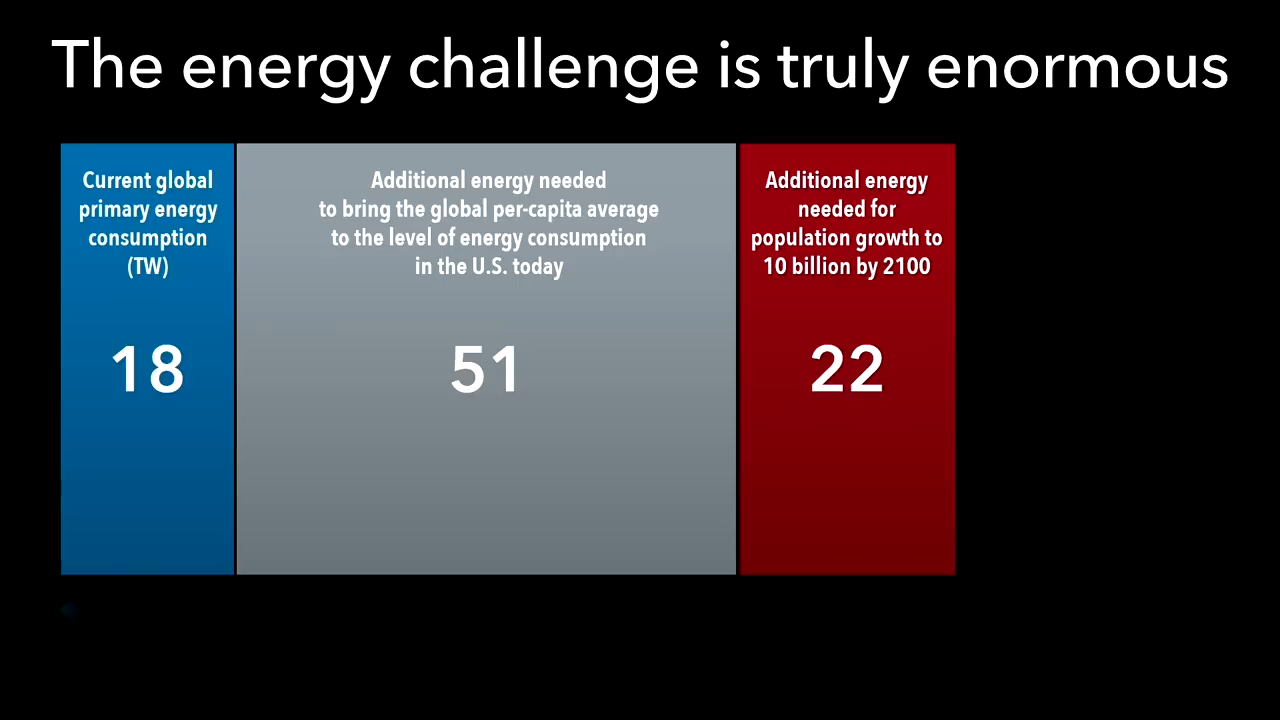 The energy challenge is truly enormous
Current global
primary energy
consumption
(TW)
18
Additional energy needed
to bring the global per-capita average
to the level of energy consumption
in the U.S. today
51
Additional energy
needed for
population growth to
10 billion by 2100
22